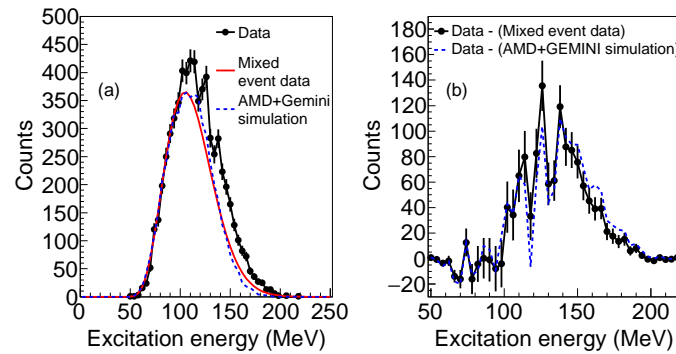 500
450
400
350
300
250
200
150
100
50
0
Counts
(a)
Data
Mixed
event data
AMD+Gemini
simulation
0 50 100 150 200 250
Excitation energy (MeV)
180
160
140
120
100
80
60
40
20
0
−20
Counts
Data - (Mixed event data)
Data - (AMD+GEMINI simulation)
(b)
50 100 150 200
Excitation energy (MeV)